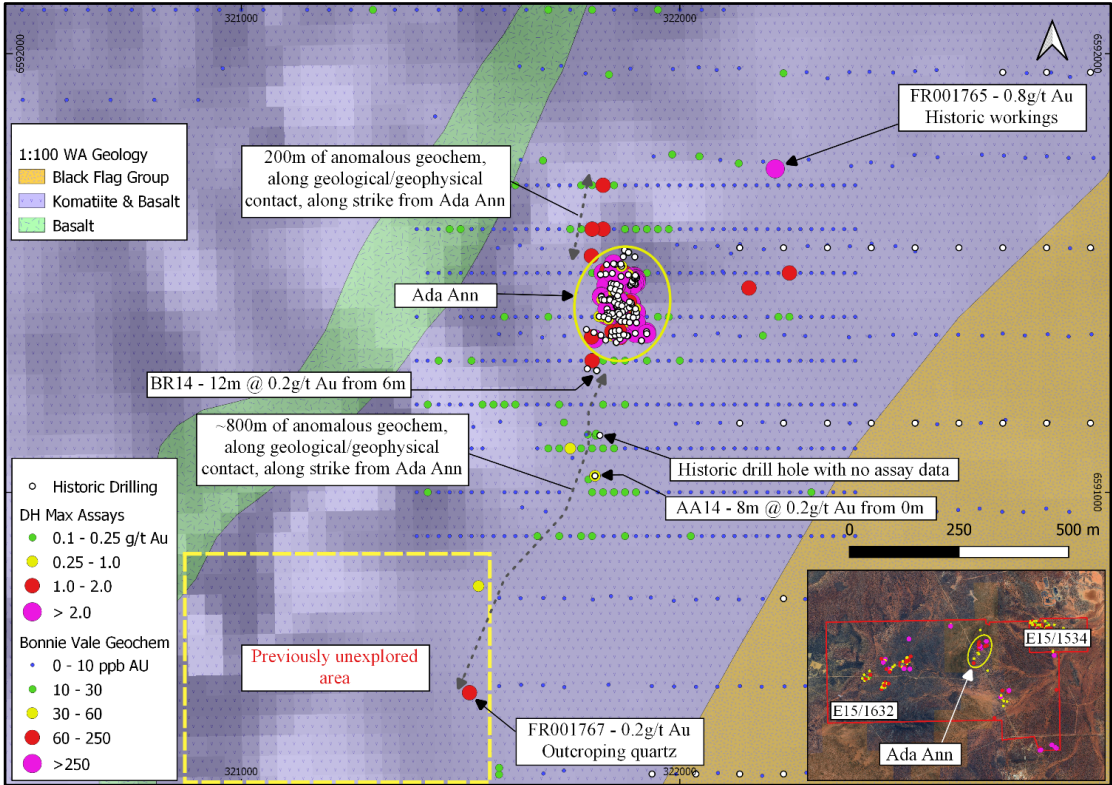 321000
322000
6592000
6592000
FR001765 - 0.8g/t Au
Historic workings
1:100 WA Geology
Black Flag Group
Komatiite & Basalt
Basalt
200m of anomalous geochem,
along geological/geophysical
contact, along strike from Ada Ann
Ada Ann
BR14 - 12m @ 0.2g/t Au from 6m
~800m of anomalous geochem,
along geological/geophysical
contact, along strike from Ada Ann
Historic drill hole with no assay data
AA14 - 8m @ 0.2g/t Au from 0m
6591000
0 250 500 m
Historic Drilling
DH Max Assays
0.1 - 0.25 g/t Au
0.25 - 1.0
1.0 - 2.0
> 2.0
Bonnie Vale Geochem
0 - 10 ppb AU
10 - 30
30 - 60
60 - 250
>250
Previously unexplored
area
FR001767 - 0.2g/t Au
Outcroping quartz
E15/1534
E15/1632
Ada Ann
321000
322000